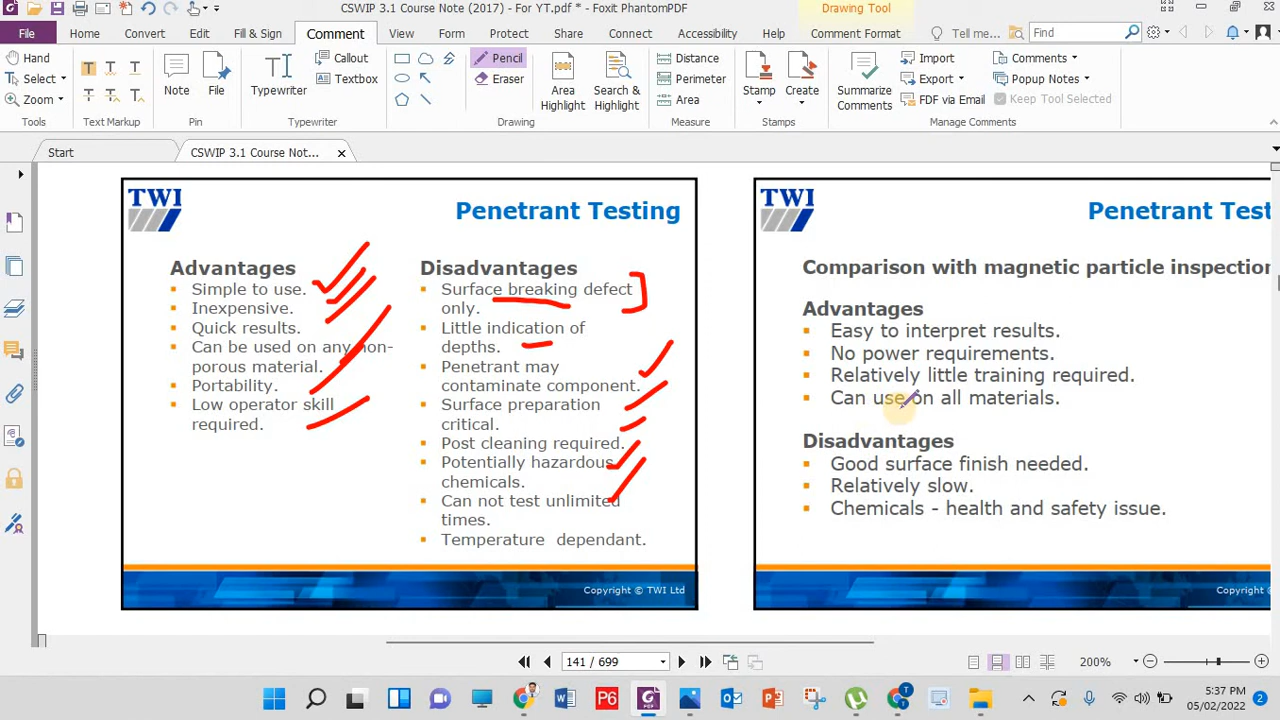 CSWIP 3.1 Course Note (2017) - For YT.pdf * - Foxit PhantomPDF
Drawing Tool
File Home Convert Edit Fill & Sign Comment View Form Protect Share Connect Accessibility Help Comment Format Tell me... Find
Hand
Select
Zoom
Tools
Text Markup
Note
File
Pin
Typewriter
Callout
Textbox
Typewriter
Pencil
Eraser
Area Highlight
Search & Highlight
Drawing
Distance
Perimeter
Area
Measure
Stamp
Create
Stamps
Summarize Comments
Import
Export
FDF via Email
Comments
Popup Notes
Keep Tool Selected
Manage Comments
Start
CSWIP 3.1 Course Not...
TWI
Penetrant Testing
Advantages
Simple to use.
Inexpensive.
Quick results.
Can be used on any non-
porous material.
Portability.
Low operator skill
required.
Disadvantages
Surface breaking defect
only.
Little indication of
depths.
Penetrant may
contaminate component.
Surface preparation
critical.
Post cleaning required.
Potentially hazardous
chemicals.
Can not test unlimited
times.
Temperature dependant.
Copyright © TWI Ltd
TWI
Penetrant Test
Comparison with magnetic particle inspection
Advantages
Easy to interpret results.
No power requirements.
Relatively little training required.
Can use on all materials.
Disadvantages
Good surface finish needed.
Relatively slow.
Chemicals - health and safety issue.
Copyright ©
141 / 699
200%
P6
5:37 PM
05/02/2022
2